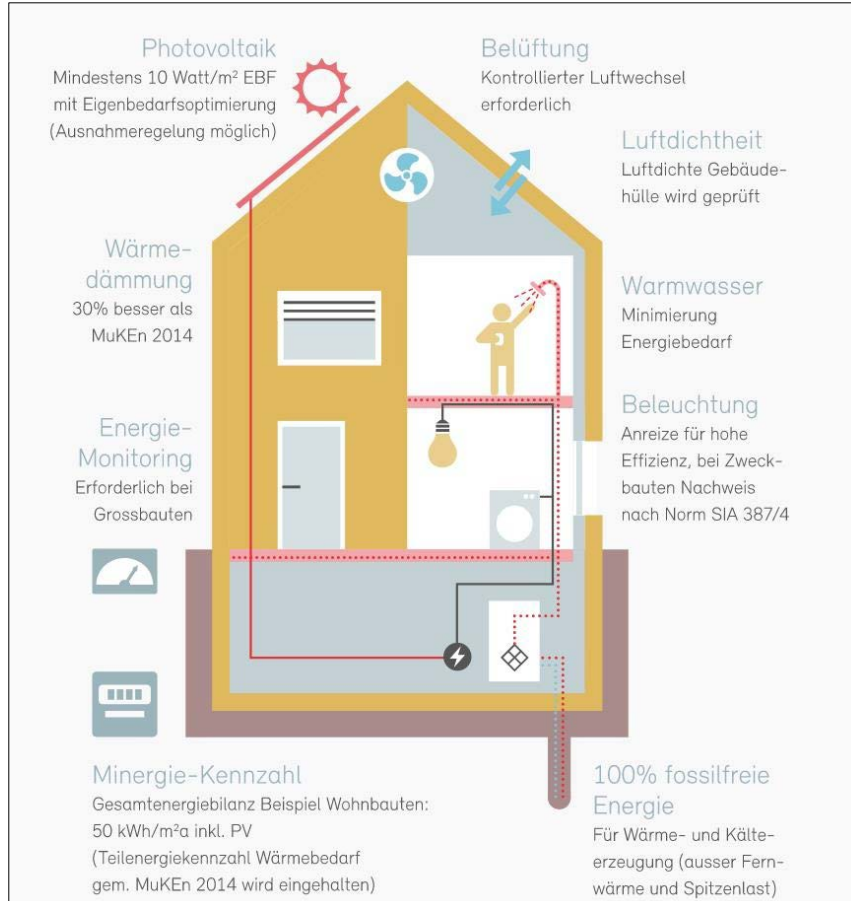 Photovoltaik
Mindestens 10 Watt/m² EBF
mit Eigenbedarfsoptimierung
(Ausnahmeregelung möglich)
Belüftung
Kontrollierter Luftwechsel
erforderlich
Luftdichtheit
Luftdichte Gebäude-
hülle wird geprüft
Wärme-
dämmung
30% besser als
MuKEn 2014
Warmwasser
Minimierung
Energiebedarf
Energie-
Monitoring
Erforderlich bei
Grossbauten
Beleuchtung
Anreize für hohe
Effizienz, bei Zweck-
bauten Nachweis
nach Norm SIA 387/4
Minergie-Kennzahl
Gesamtenergiebilanz Beispiel Wohnbauten:
50 kWh/m²a inkl. PV
(Teilenergiekennzahl Wärmebedarf
gem. MuKEn 2014 wird eingehalten)
100% fossilfreie
Energie
Für Wärme- und Kälte-
erzeugung (ausser Fern-
wärme und Spitzenlast)